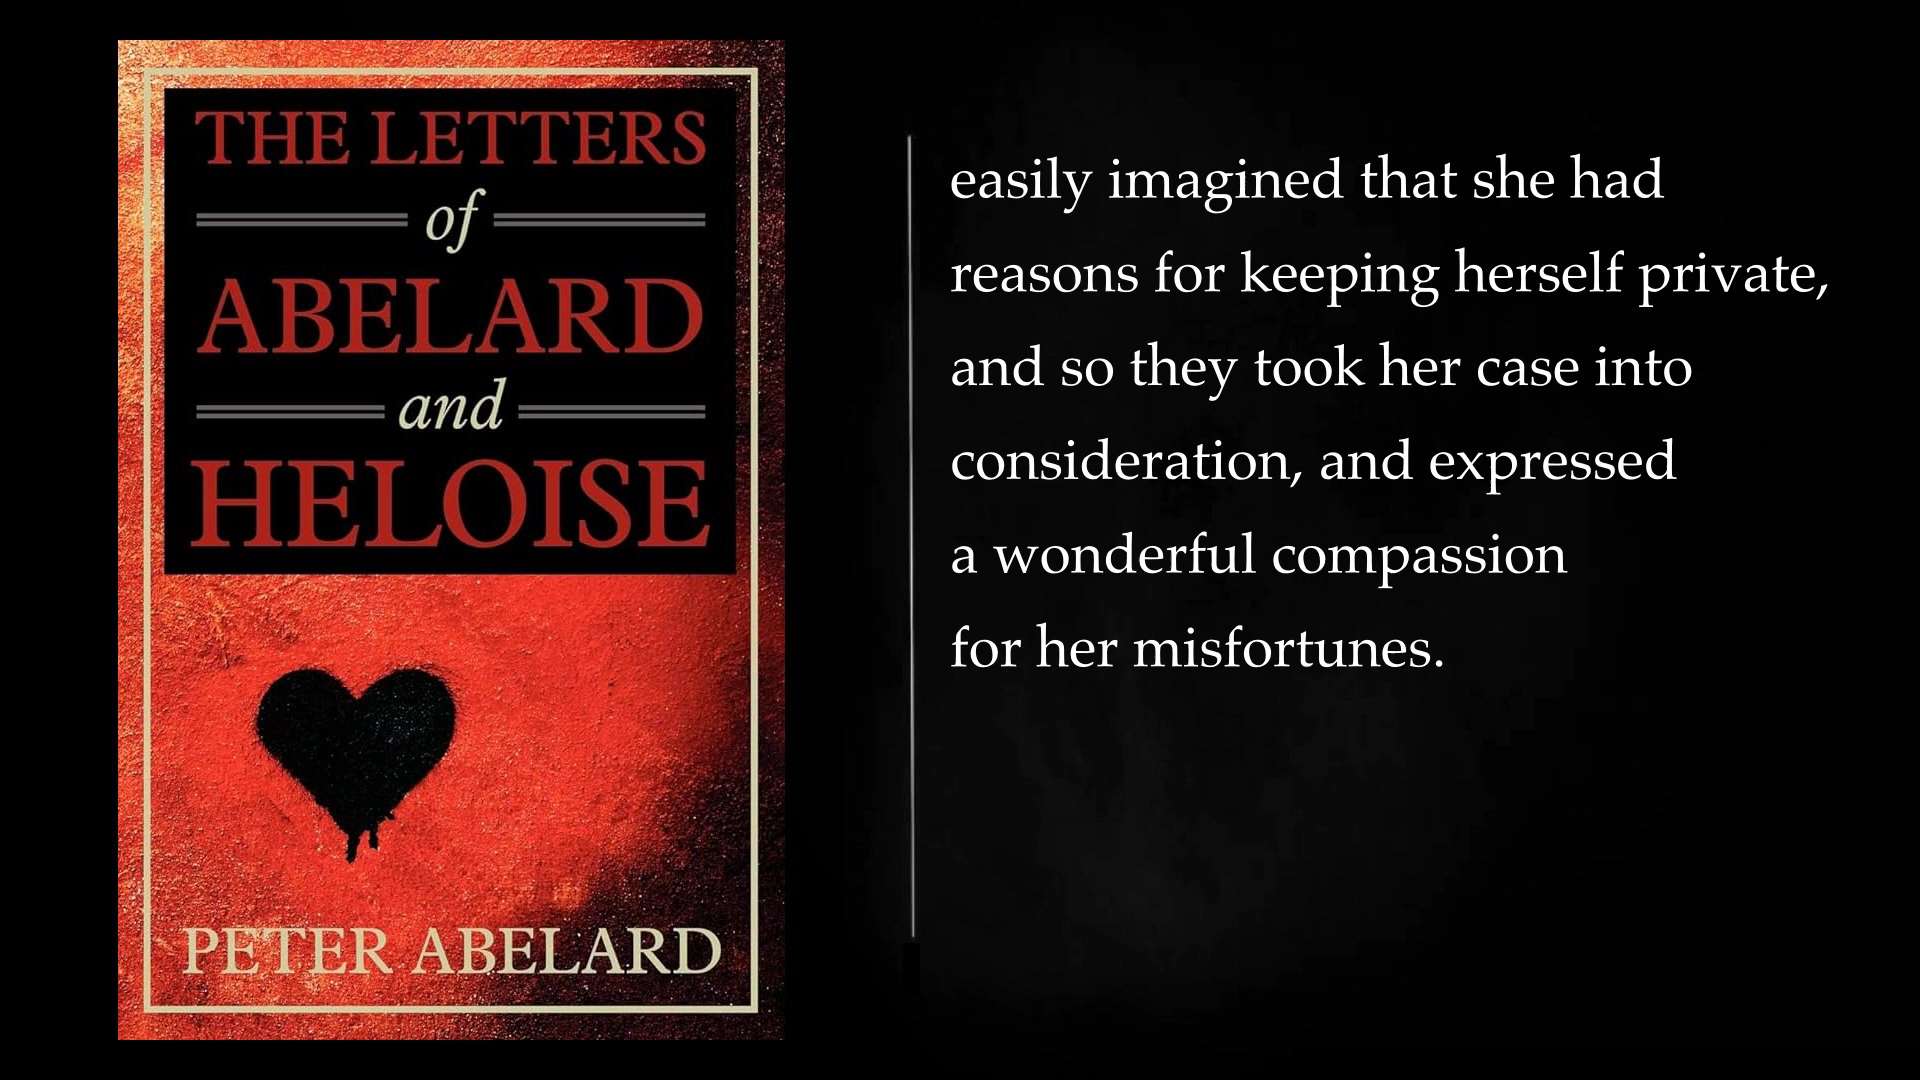 THE LETTERS
of
ABELARD
and
HELOISE
PETER ABELARD
easily imagined that she had
reasons for keeping herself private,
and so they took her case into
consideration, and expressed
a wonderful compassion
for her misfortunes.